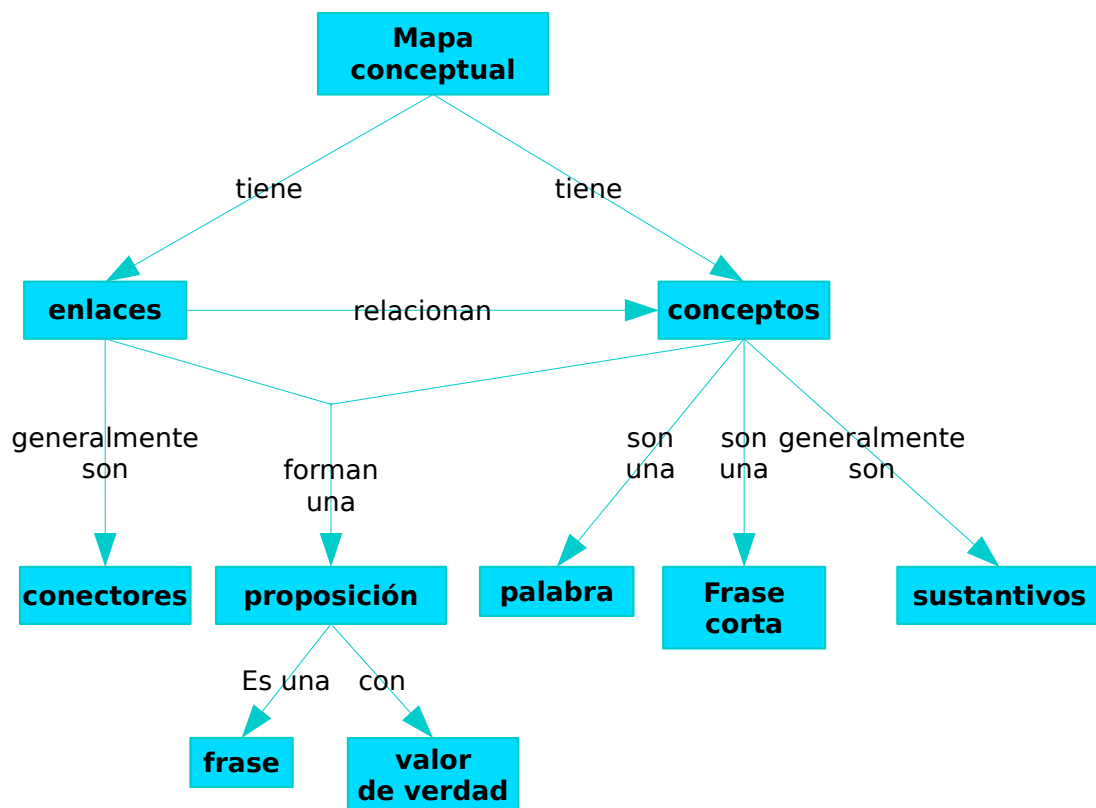 Mapa
conceptual
tiene
tiene
enlaces
relacionan
conceptos
generalmente
son
forman
una
son
una
son
una
generalmente
son
conectores
proposición
palabra
Frase
corta
sustantivos
Es una
con
frase
valor
de verdad